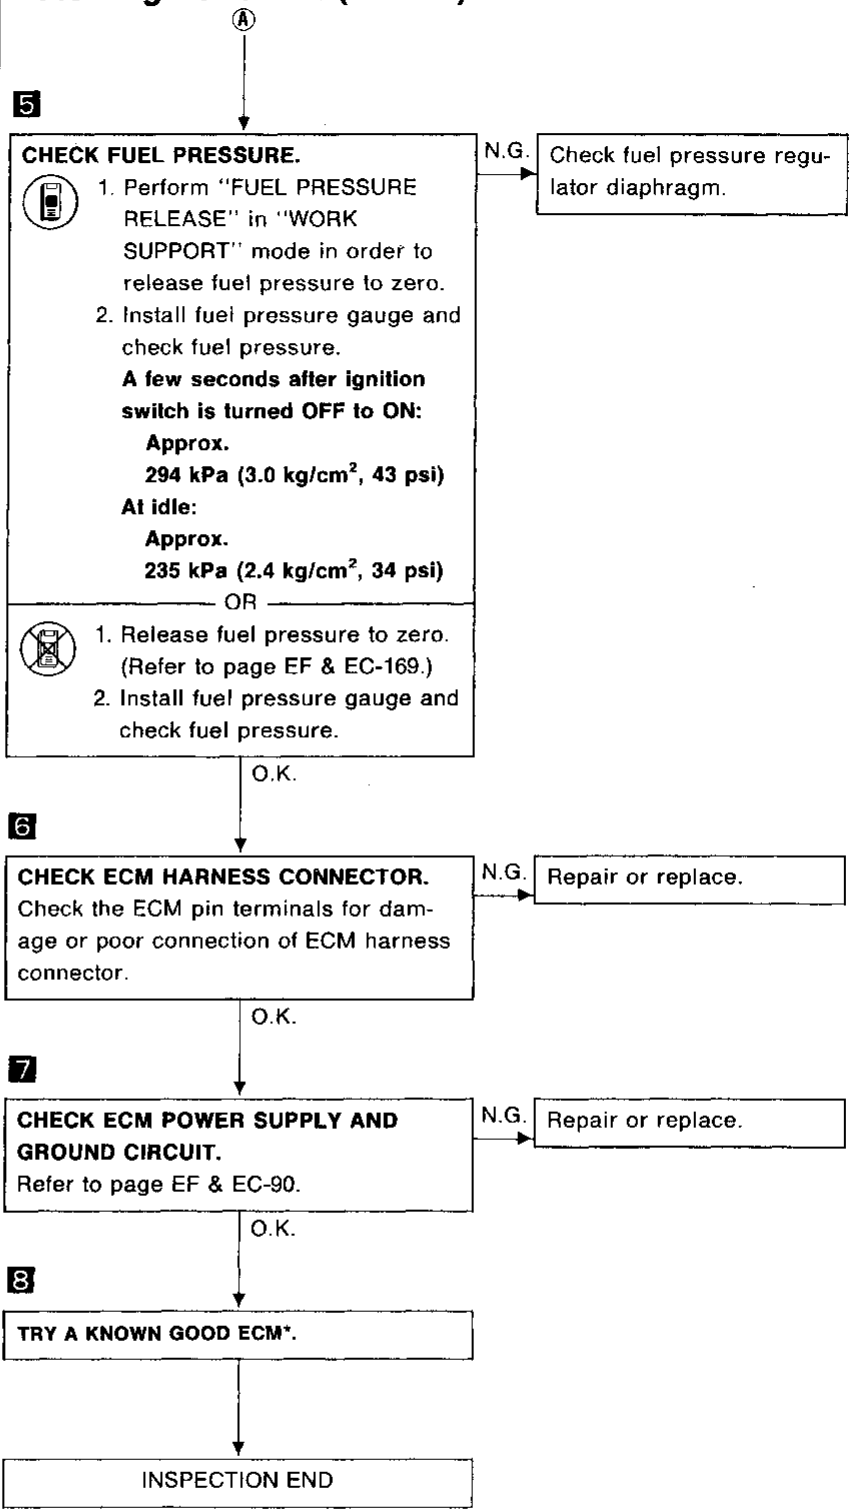 A
5
CHECK FUEL PRESSURE.
1. Perform "FUEL PRESSURE
RELEASE" in "WORK
SUPPORT" mode in order to
release fuel pressure to zero.
2. Install fuel pressure gauge and
check fuel pressure.
A few seconds after ignition
switch is turned OFF to ON:
Approx.
294 kPa (3.0 kg/cm², 43 psi)
At idle:
Approx.
235 kPa (2.4 kg/cm², 34 psi)
N.G.
Check fuel pressure regu-
lator diaphragm.
OR
1. Release fuel pressure to zero.
(Refer to page EF & EC-169.)
2. Install fuel pressure gauge and
check fuel pressure.
O.K.
6
CHECK ECM HARNESS CONNECTOR.
Check the ECM pin terminals for dam-
age or poor connection of ECM harness
connector.
N.G.
Repair or replace.
O.K.
7
CHECK ECM POWER SUPPLY AND
GROUND CIRCUIT.
Refer to page EF & EC-90.
N.G.
Repair or replace.
O.K.
8
TRY A KNOWN GOOD ECM*.
INSPECTION END